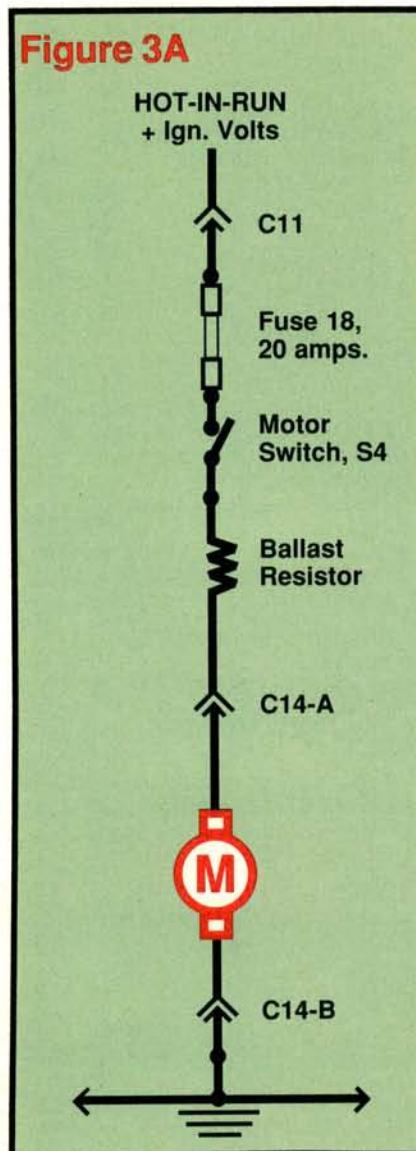 Figure 3A
HOT-IN-RUN
+ Ign. Volts
C11
Fuse 18,
20 amps.
Motor
Switch, S4
Ballast
Resistor
C14-A
M
C14-B